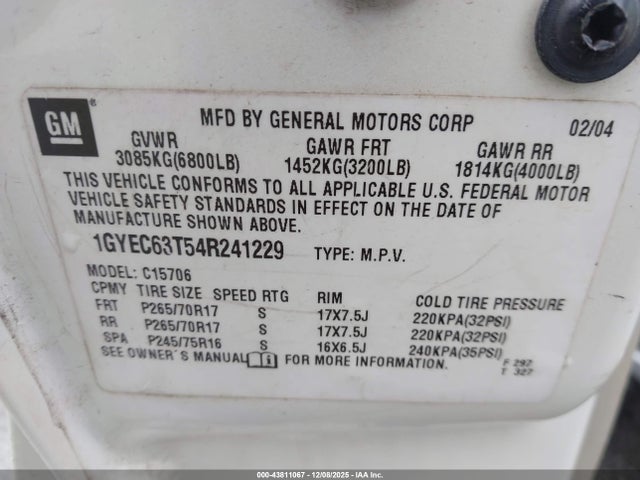 GM®
MFD BY GENERAL MOTORS CORP 02/04
GVWR GAWR FRT GAWR RR
3085KG(6800LB) 1452KG(3200LB) 1814KG(4000LB)
THIS VEHICLE CONFORMS TO ALL APPLICABLE U.S. FEDERAL MOTOR
VEHICLE SAFETY STANDARDS IN EFFECT ON THE DATE OF
MANUFACTURE SHOWN ABOVE.
1GYEC63T54R241229 TYPE: M.P.V.
MODEL: C15706
CPMY TIRE SIZE SPEED RTG RIM COLD TIRE PRESSURE
FRT P265/70R17 S 17X7.5J 220KPA(32PSI)
RR P265/70R17 S 17X7.5J 220KPA(32PSI)
SPA P245/75R16 S 16X6.5J 240KPA(35PSI)
SEE OWNER'S MANUAL FOR MORE INFORMATION.
F 292
T 327
000-43811067 - 12/08/2025 - IAA Inc.